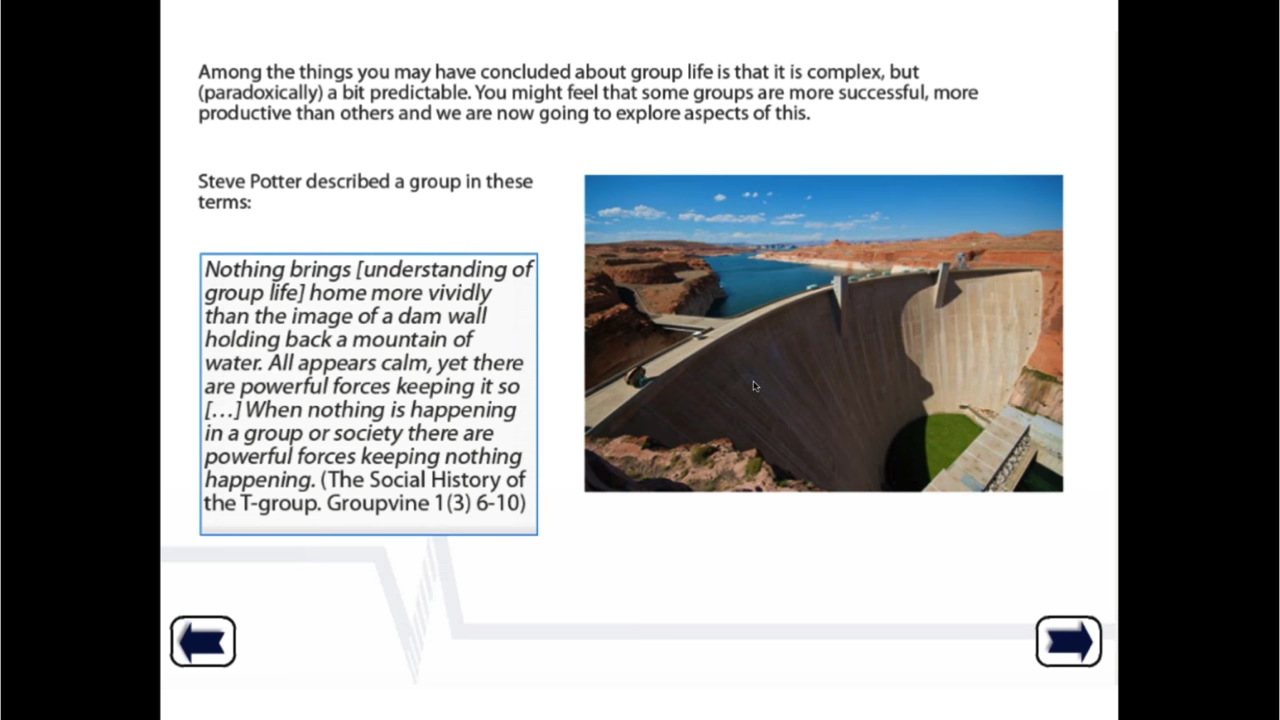 Among the things you may have concluded about group life is that it is complex, but
(paradoxically) a bit predictable. You might feel that some groups are more successful, more
productive than others and we are now going to explore aspects of this.
Steve Potter described a group in these
terms:
Nothing brings [understanding of
group life] home more vividly
than the image of a dam wall
holding back a mountain of
water. All appears calm, yet there
are powerful forces keeping it so
[…] When nothing is happening
in a group or society there are
powerful forces keeping nothing
happening. (The Social History of
the T-group. Groupvine 1(3) 6-10)